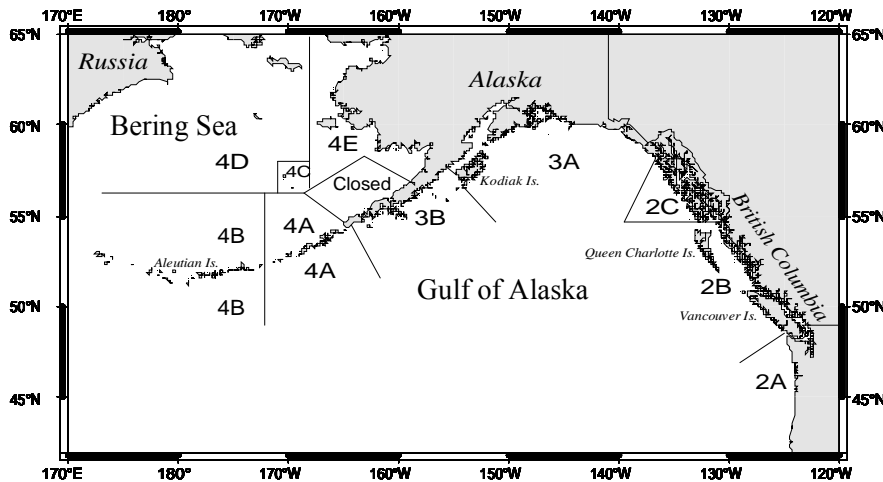 170°E 180° 170°W 160°W 150°W 140°W 130°W 120°W
65°N 65°N
Russia
Alaska
60°N 60°N
Bering Sea
4E
4D
4C
3A
Closed
Kodiak Is.
55°N 55°N
2C
3B
4A
4B
British Columbia
Aleutian Is.
4A
Queen Charlotte Is.
2B
Gulf of Alaska
50°N 50°N
4B
Vancouver Is.
2A
45°N 45°N
170°E 180° 170°W 160°W 150°W 140°W 130°W 120°W